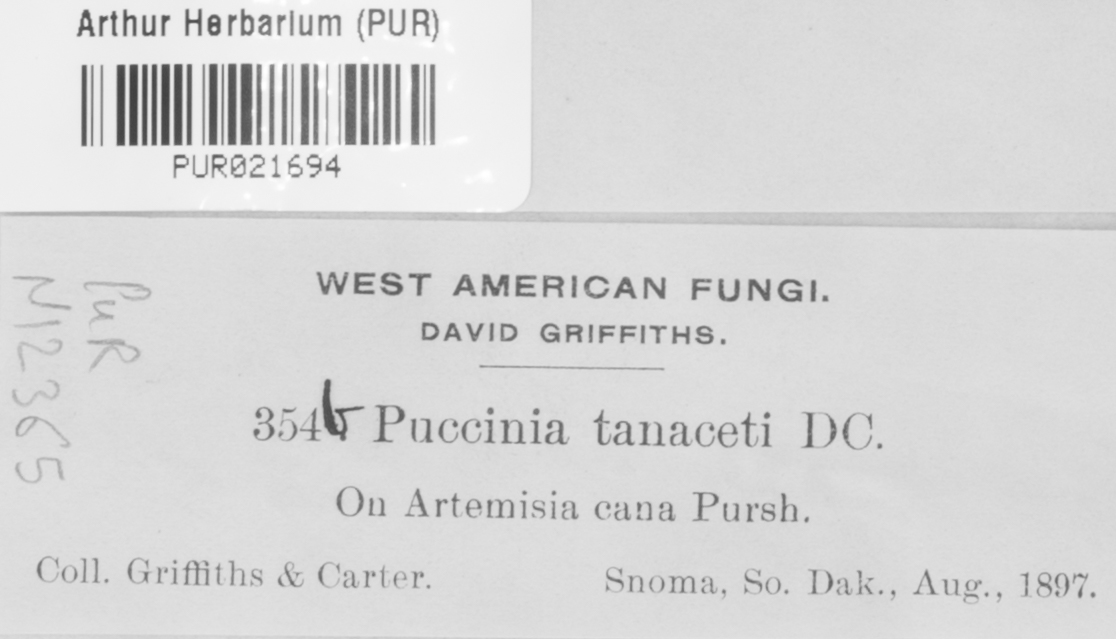 Arthur Herbarium (PUR)
PUR021694
PUR
N12365
WEST AMERICAN FUNGI.
DAVID GRIFFITHS.
354b Puccinia tanaceti DC.
On Artemisia cana Pursh.
Coll. Griffiths & Carter. Snoma, So. Dak., Aug., 1897.